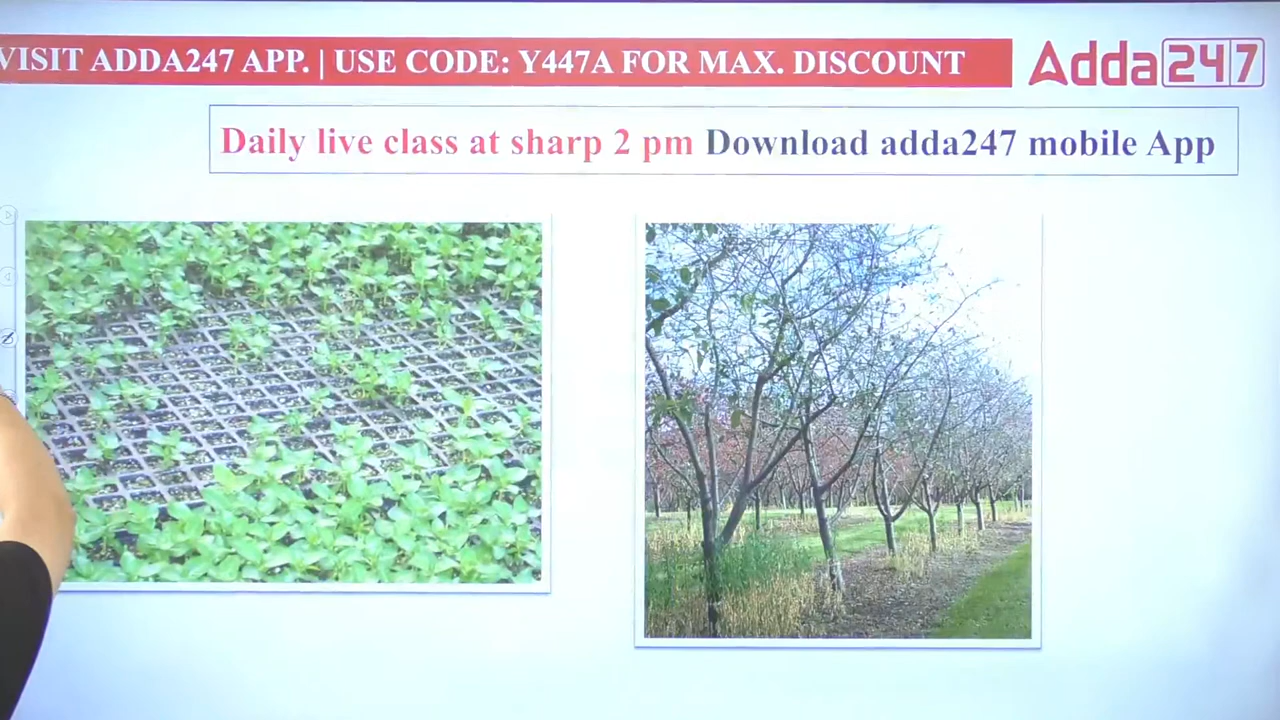 VISIT ADDA247 APP. | USE CODE: Y447A FOR MAX. DISCOUNT
Adda247
Daily live class at sharp 2 pm Download adda247 mobile App